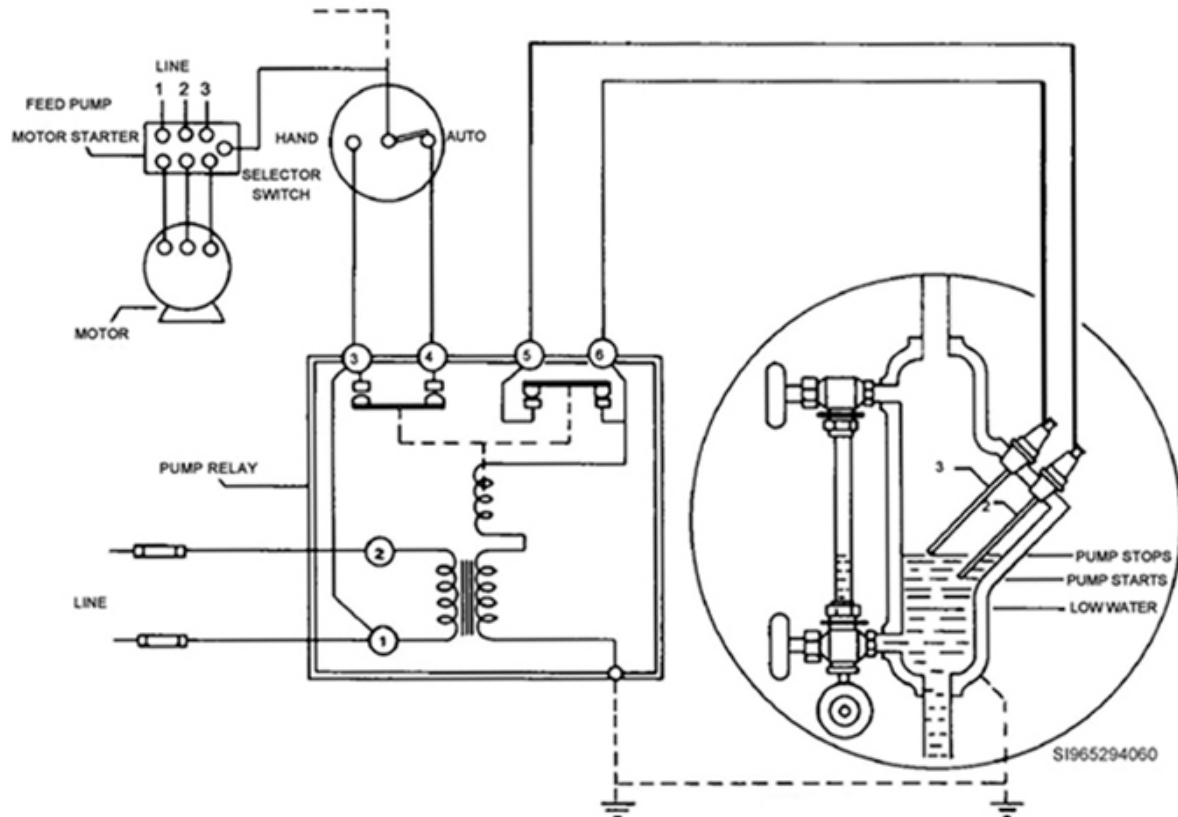 LINE
1 2 3
FEED PUMP
MOTOR STARTER
HAND
AUTO
SELECTOR
SWITCH
MOTOR
3
4
5
6
PUMP RELAY
2
LINE
1
3
2
PUMP STOPS
PUMP STARTS
LOW WATER
SI965294060